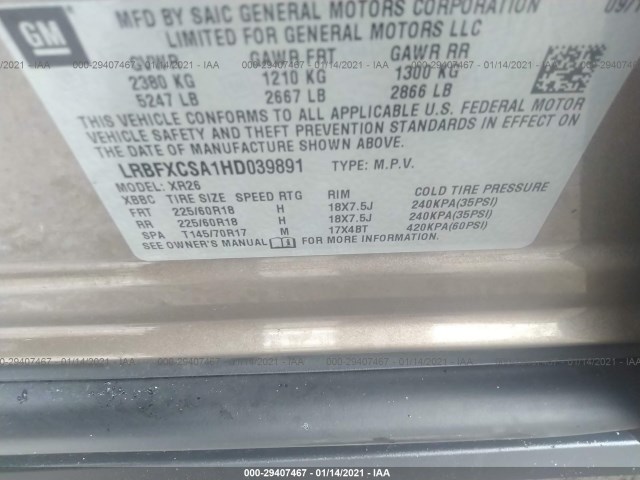 GM
MFD BY SAIC GENERAL MOTORS CORPORATION
LIMITED FOR GENERAL MOTORS LLC
GVWR GAWR FRT GAWR RR
2380 KG 1210 KG 1300 KG
5247 LB 2667 LB 2866 LB
THIS VEHICLE CONFORMS TO ALL APPLICABLE U.S. FEDERAL MOTOR
VEHICLE SAFETY AND THEFT PREVENTION STANDARDS IN EFFECT ON
THE DATE OF MANUFACTURE SHOWN ABOVE.
LRBFXCSA1HD039891 TYPE: M.P.V.
MODEL: XR26
XBBC TIRE SIZE SPEED RTG RIM COLD TIRE PRESSURE
FRT 225/60R18 H 18X7.5J 240KPA(35PSI)
RR 225/60R18 H 18X7.5J 240KPA(35PSI)
SPA T145/70R17 M 17X4BT 420KPA(60PSI)
SEE OWNER'S MANUAL
000-29407467 - 01/14/2021 - IAA